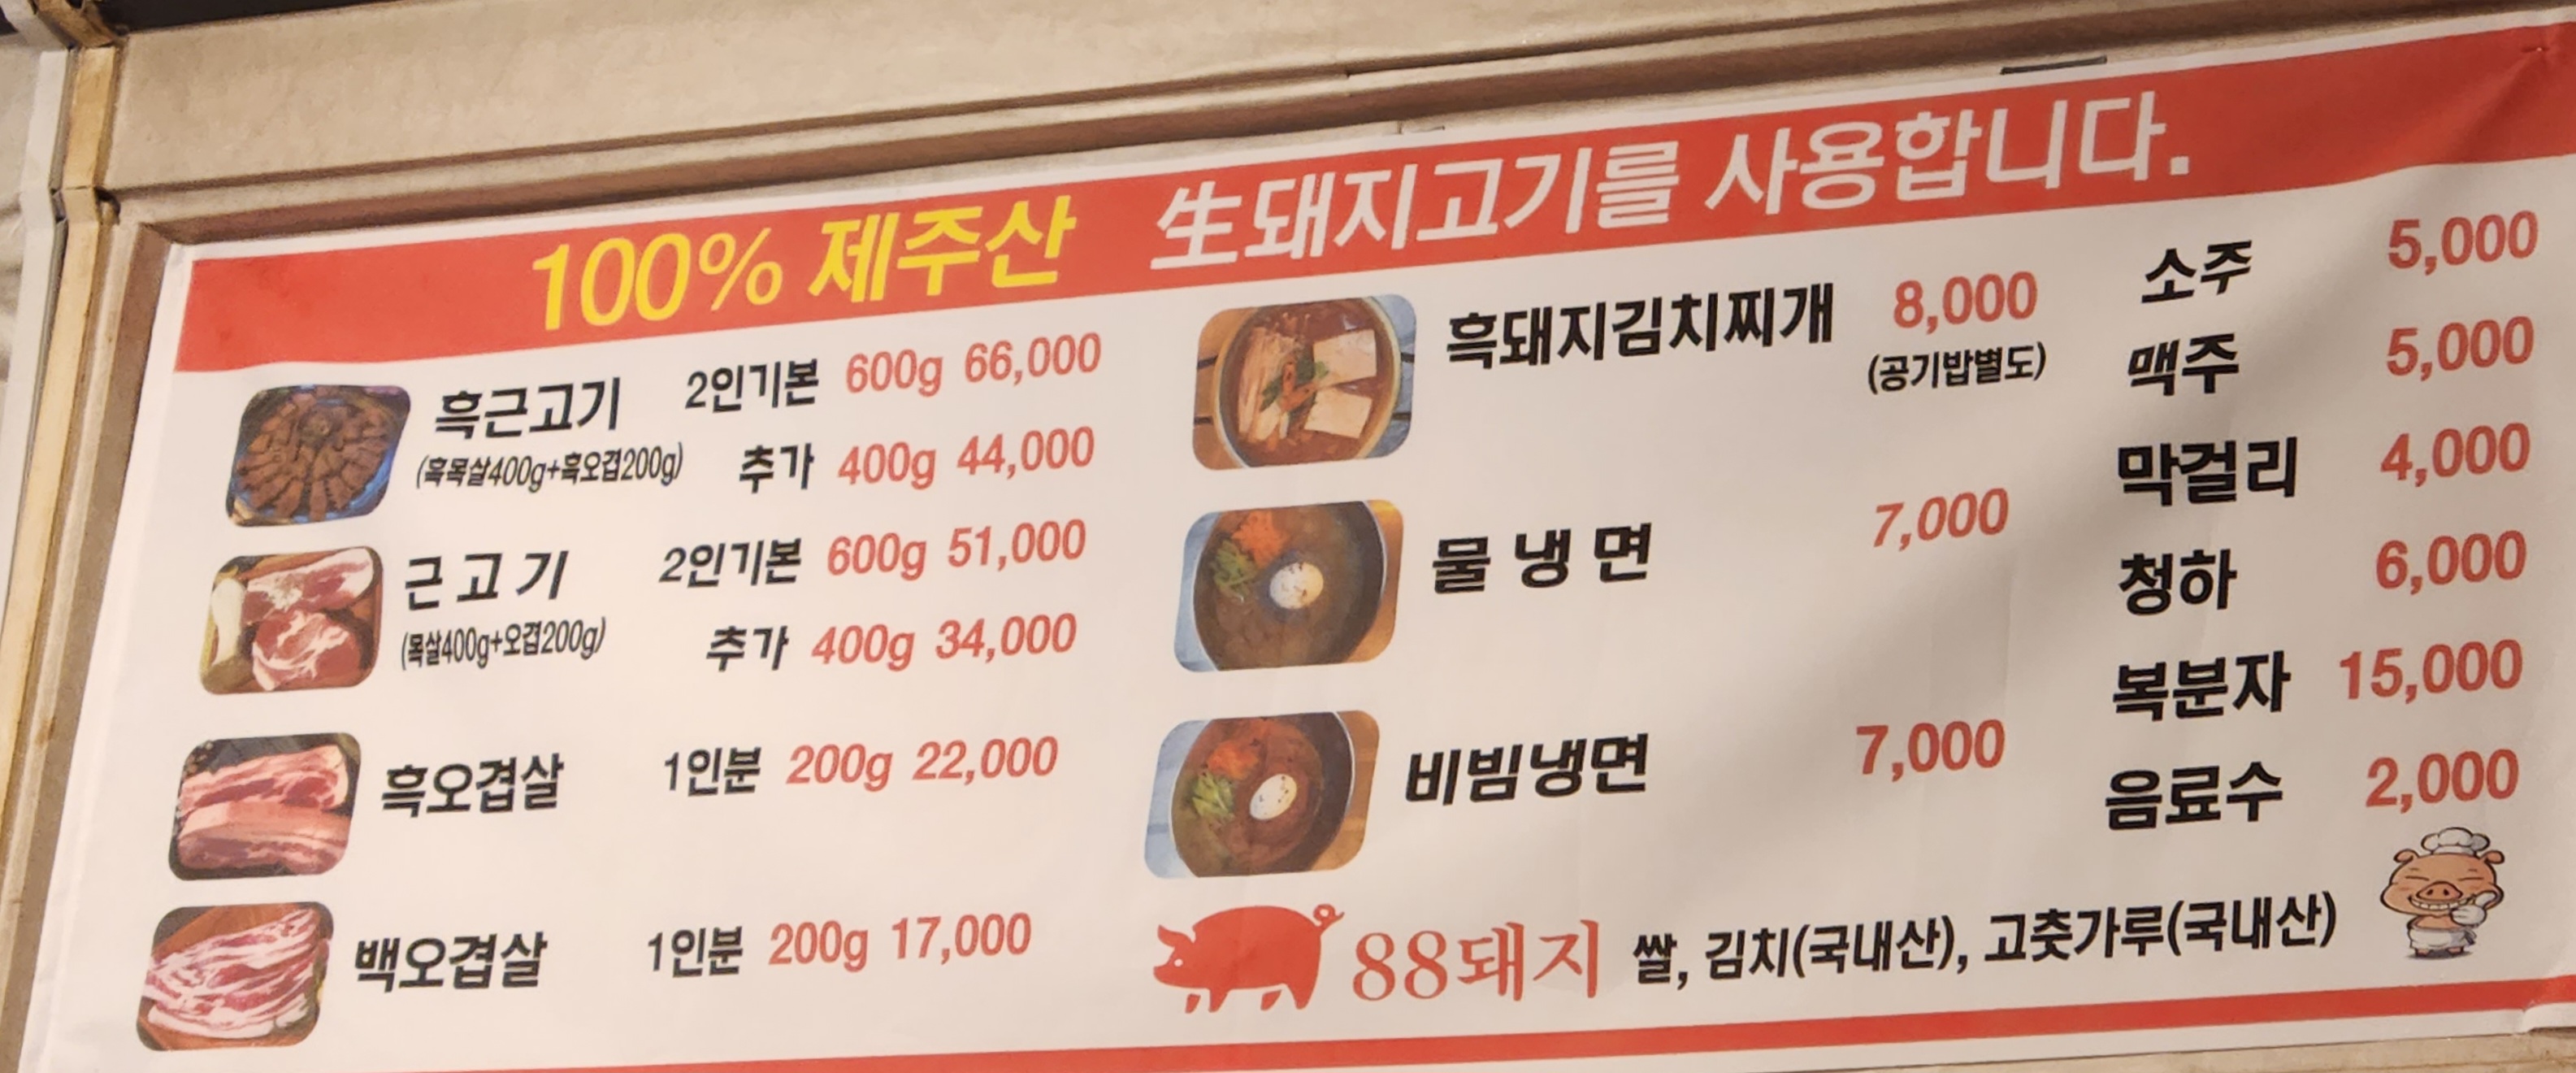 100% 제주산 生돼지고기를 사용합니다.
흑근고기 2인기본 600g 66,000
(흑목살400g+흑오겹200g) 추가 400g 44,000
근고기 2인기본 600g 51,000
(목살400g+오겹200g) 추가 400g 34,000
흑오겹살 1인분 200g 22,000
백오겹살 1인분 200g 17,000
흑돼지김치찌개 8,000
(공기밥별도)
물냉면 7,000
비빔냉면 7,000
소주 5,000
맥주 5,000
막걸리 4,000
청하 6,000
복분자 15,000
음료수 2,000
88돼지 쌀, 김치(국내산), 고춧가루(국내산)